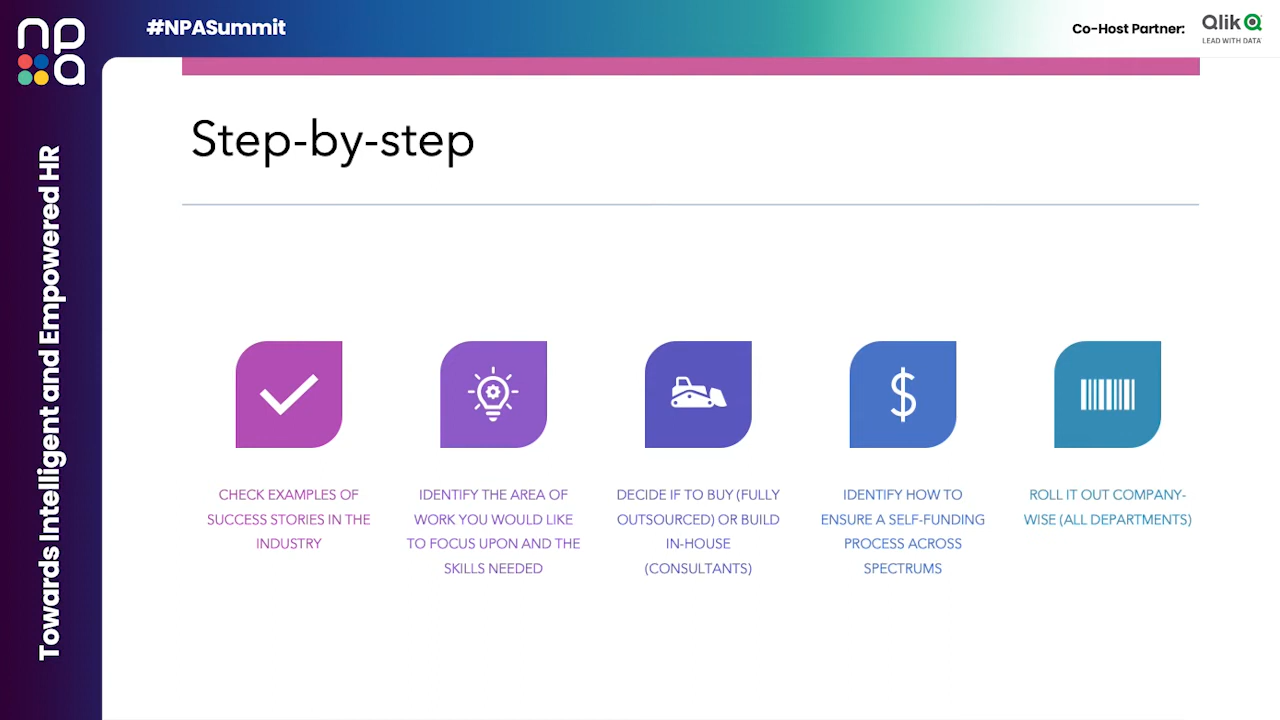 npa
#NPASummit
Co-Host Partner:
Qlik
LEAD WITH DATA
Towards Intelligent and Empowered HR
Step-by-step
$
CHECK EXAMPLES OF
SUCCESS STORIES IN THE
INDUSTRY
IDENTIFY THE AREA OF
WORK YOU WOULD LIKE
TO FOCUS UPON AND THE
SKILLS NEEDED
DECIDE IF TO BUY (FULLY
OUTSOURCED) OR BUILD
IN-HOUSE
(CONSULTANTS)
IDENTIFY HOW TO
ENSURE A SELF-FUNDING
PROCESS ACROSS
SPECTRUMS
ROLL IT OUT COMPANY-
WISE (ALL DEPARTMENTS)